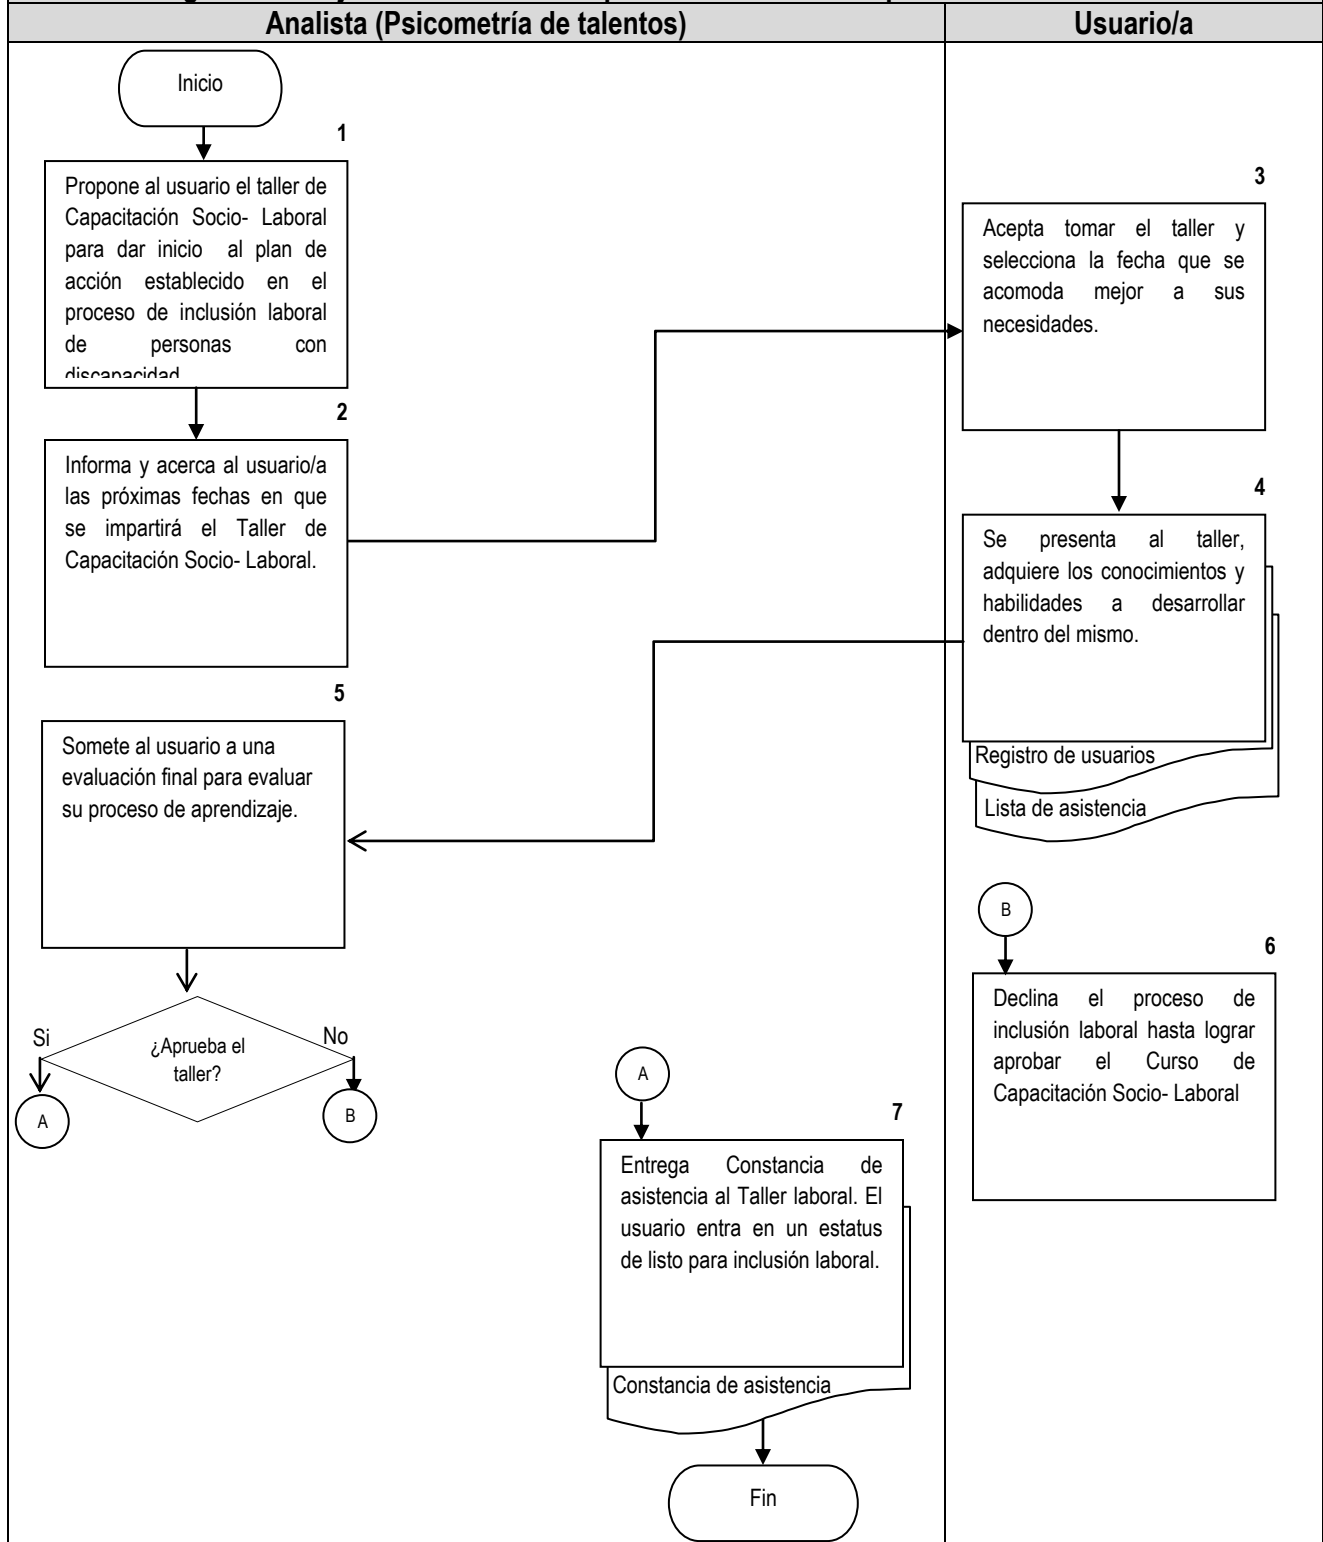 Analista (Psicometría de talentos)
Usuario/a
Inicio
1
Propone al usuario el taller de
Capacitación Socio- Laboral
para dar inicio al plan de
acción establecido en el
proceso de inclusión laboral
de personas con
discapacidad
2
Informa y acerca al usuario/a
las próximas fechas en que
se impartirá el Taller de
Capacitación Socio- Laboral.
3
Acepta tomar el taller y
selecciona la fecha que se
acomoda mejor a sus
necesidades.
4
Se presenta al taller,
adquiere los conocimientos y
habilidades a desarrollar
dentro del mismo.
Registro de usuarios
Lista de asistencia
5
Somete al usuario a una
evaluación final para evaluar
su proceso de aprendizaje.
¿Aprueba el
taller?
Si
No
A
B
B
6
Declina el proceso de
inclusión laboral hasta lograr
aprobar el Curso de
Capacitación Socio- Laboral
A
7
Entrega Constancia de
asistencia al Taller laboral. El
usuario entra en un estatus
de listo para inclusión laboral.
Constancia de asistencia
Fin